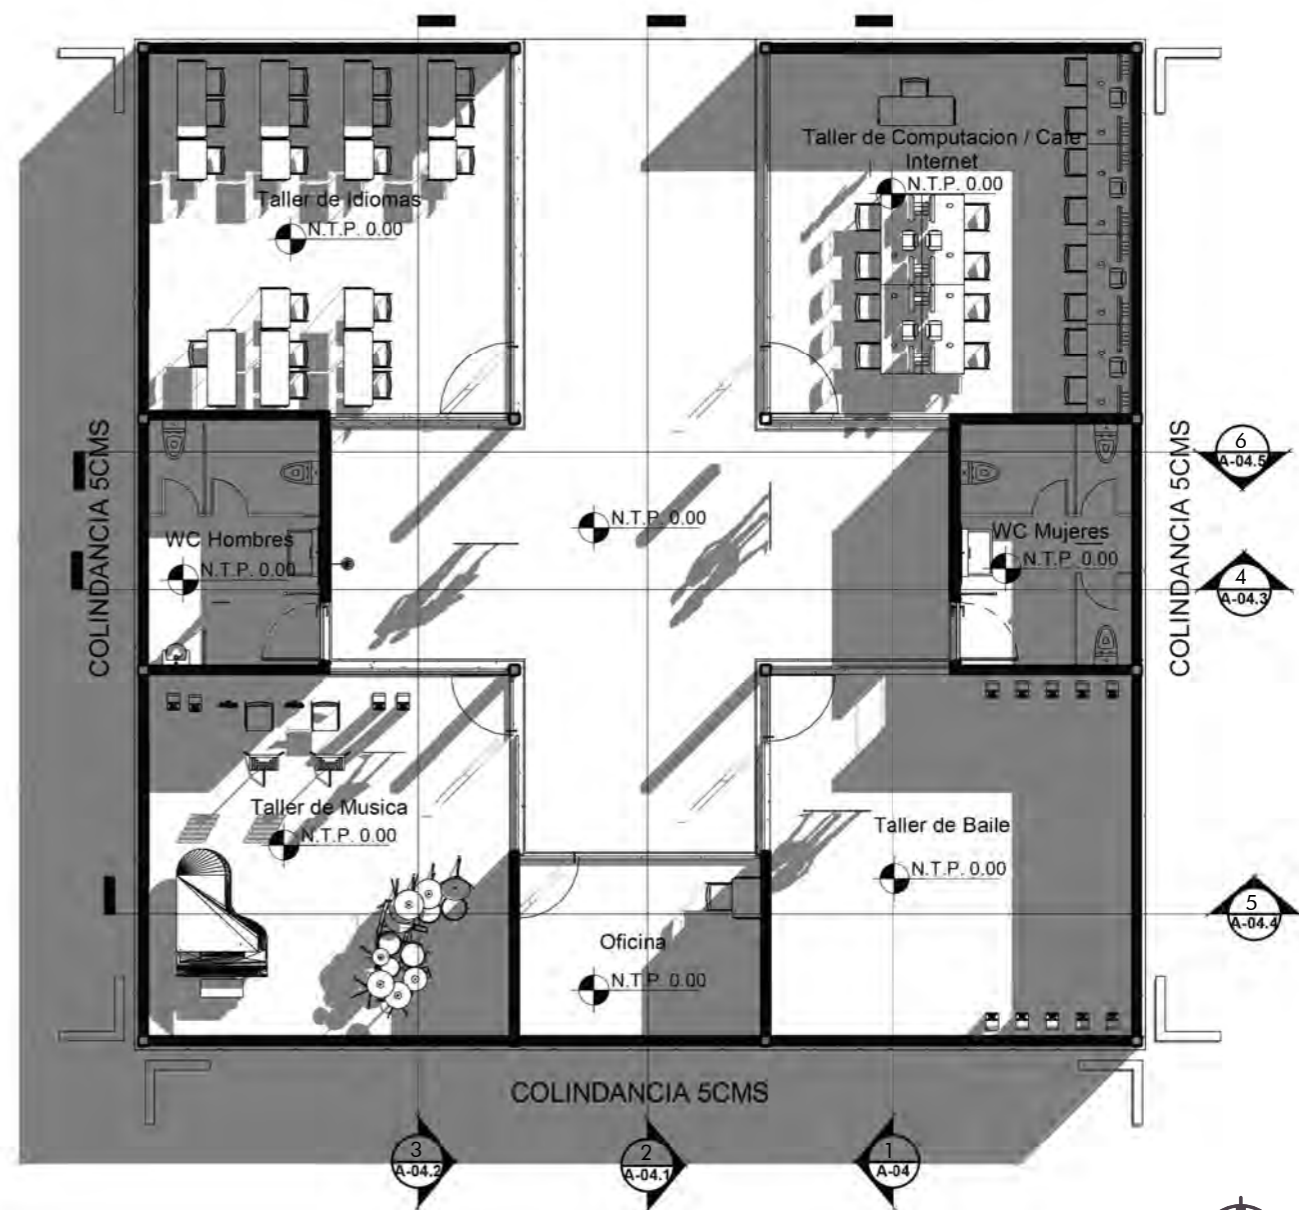 Taller de Computacion / Cafe
Internet
N.T.P. 0.00
Taller de Idiomas
N.T.P. 0.00
COLINDANCIA 5CMS
COLINDANCIA 5CMS
6
A-04.5
N.T.P. 0.00
WC Hombres
N.T.P. 0.00
WC Mujeres
N.T.P. 0.00
4
A-04.3
Taller de Musica
N.T.P. 0.00
Taller de Baile
N.T.P. 0.00
5
A-04.4
Oficina
N.T.P. 0.00
COLINDANCIA 5CMS
3
A-04.2
2
A-04.1
1
A-04